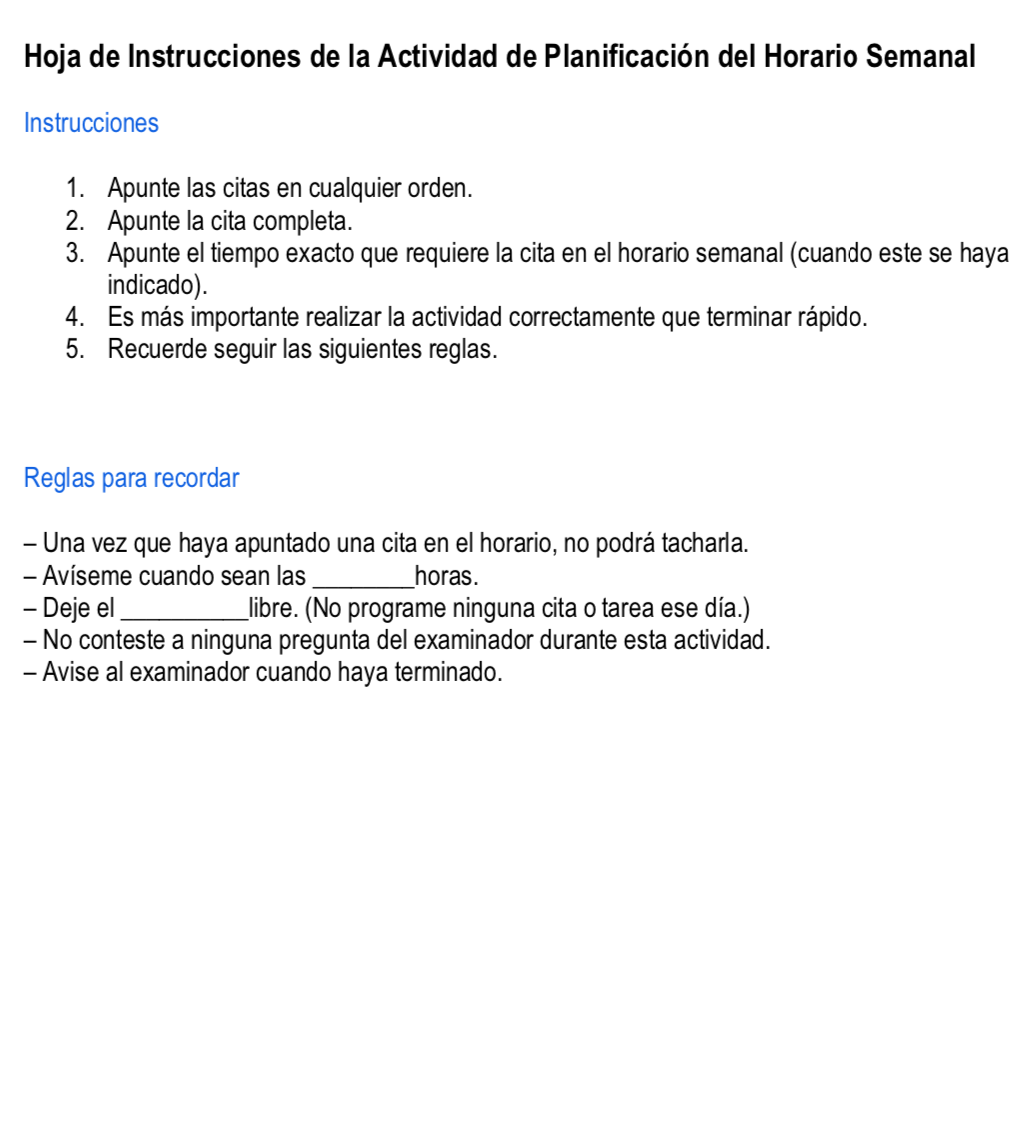 Hoja de Instrucciones de la Actividad de Planificación del Horario Semanal
Instrucciones
1. Apunte las citas en cualquier orden.
2. Apunte la cita completa.
3. Apunte el tiempo exacto que requiere la cita en el horario semanal (cuando este se haya
indicado).
4. Es más importante realizar la actividad correctamente que terminar rápido.
5. Recuerde seguir las siguientes reglas.
Reglas para recordar
– Una vez que haya apuntado una cita en el horario, no podrá tacharla.
– Avíseme cuando sean las ________horas.
– Deje el __________libre. (No programe ninguna cita o tarea ese día.)
– No conteste a ninguna pregunta del examinador durante esta actividad.
– Avise al examinador cuando haya terminado.